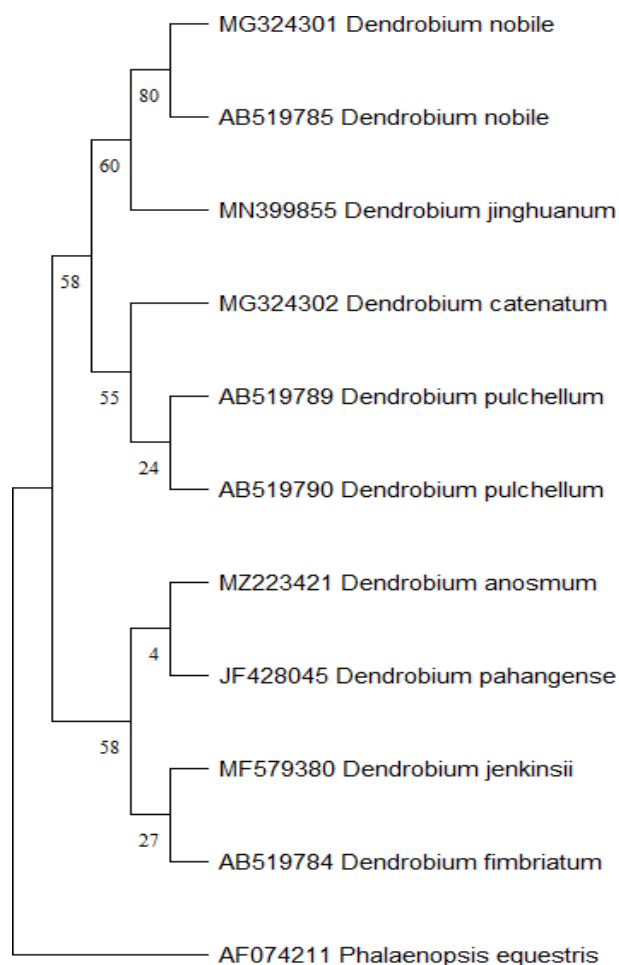 MG324301 Dendrobium nobile
80
AB519785 Dendrobium nobile
60
MN399855 Dendrobium jinghuanum
58
MG324302 Dendrobium catenatum
55
AB519789 Dendrobium pulchellum
24
AB519790 Dendrobium pulchellum
MZ223421 Dendrobium anosmum
4
JF428045 Dendrobium pahangense
58
MF579380 Dendrobium jenkinsii
27
AB519784 Dendrobium fimbriatum
AF074211 Phalaenopsis equestris